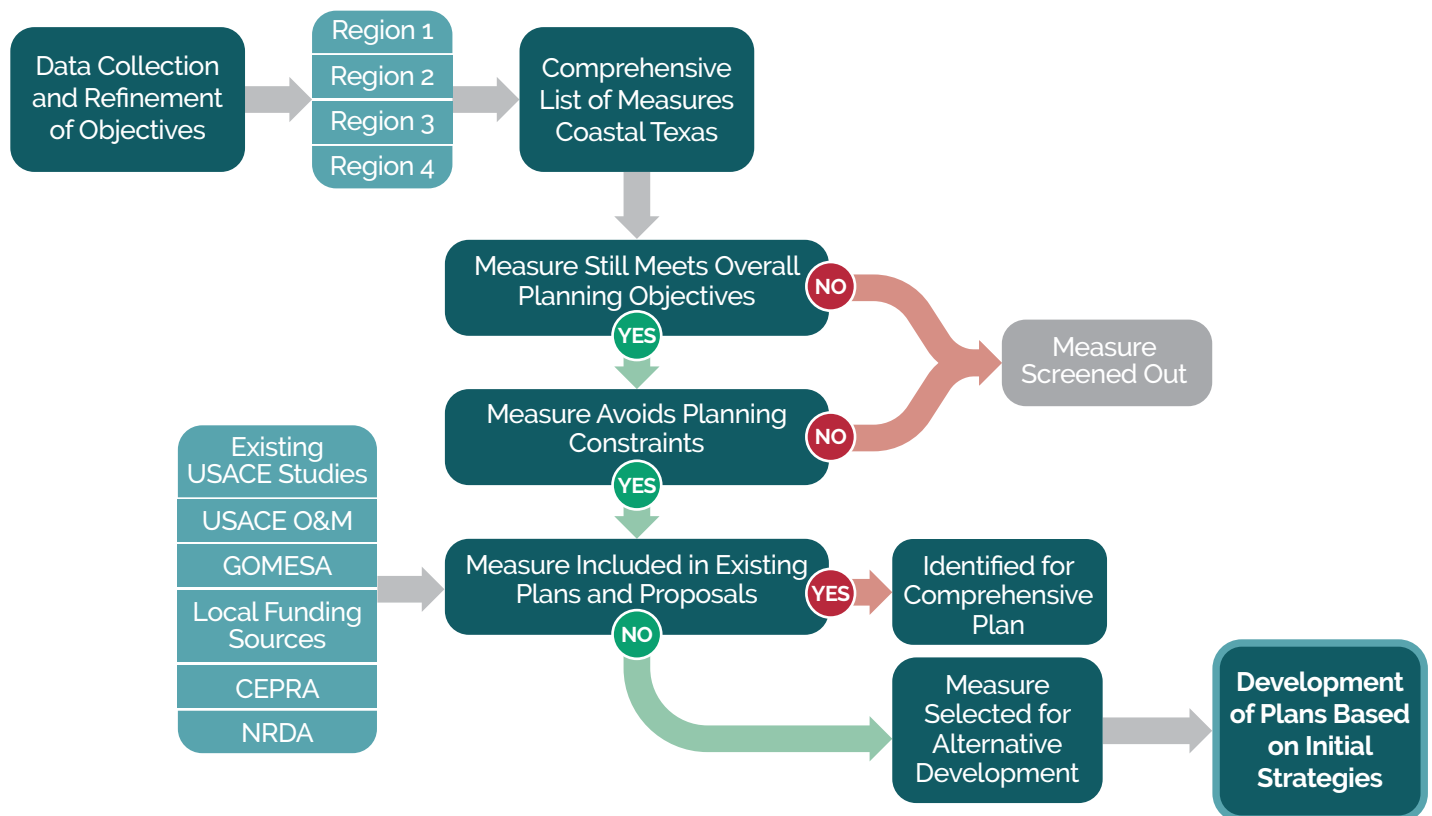 Data Collection
and Refinement
of Objectives
Region 1
Region 2
Region 3
Region 4
Comprehensive
List of Measures
Coastal Texas
Measure Still Meets Overall
Planning Objectives
NO
YES
Measure
Screened Out
Measure Avoids Planning
Constraints
NO
YES
Existing
USACE Studies
USACE O&M
GOMESA
Local Funding
Sources
CEPRA
NRDA
Measure Included in Existing
Plans and Proposals
YES
NO
Identified for
Comprehensive
Plan
Measure
Selected for
Alternative
Development
Development
of Plans Based
on Initial
Strategies